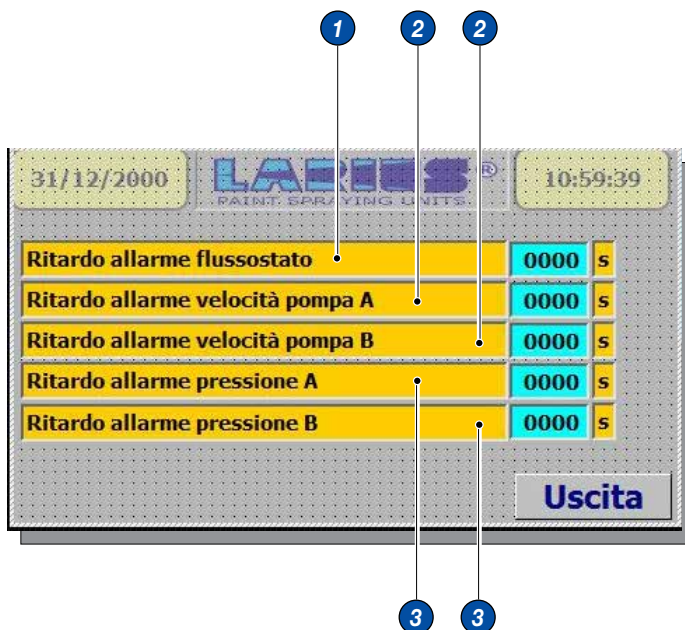 1 2 2
31/12/2000 LARIUS® 10:59:39
PAINT SPRAYING UNITS
Ritardo allarme flussostato 0000 s
Ritardo allarme velocità pompa A 0000 s
Ritardo allarme velocità pompa B 0000 s
Ritardo allarme pressione A 0000 s
Ritardo allarme pressione B 0000 s
Uscita
3 3